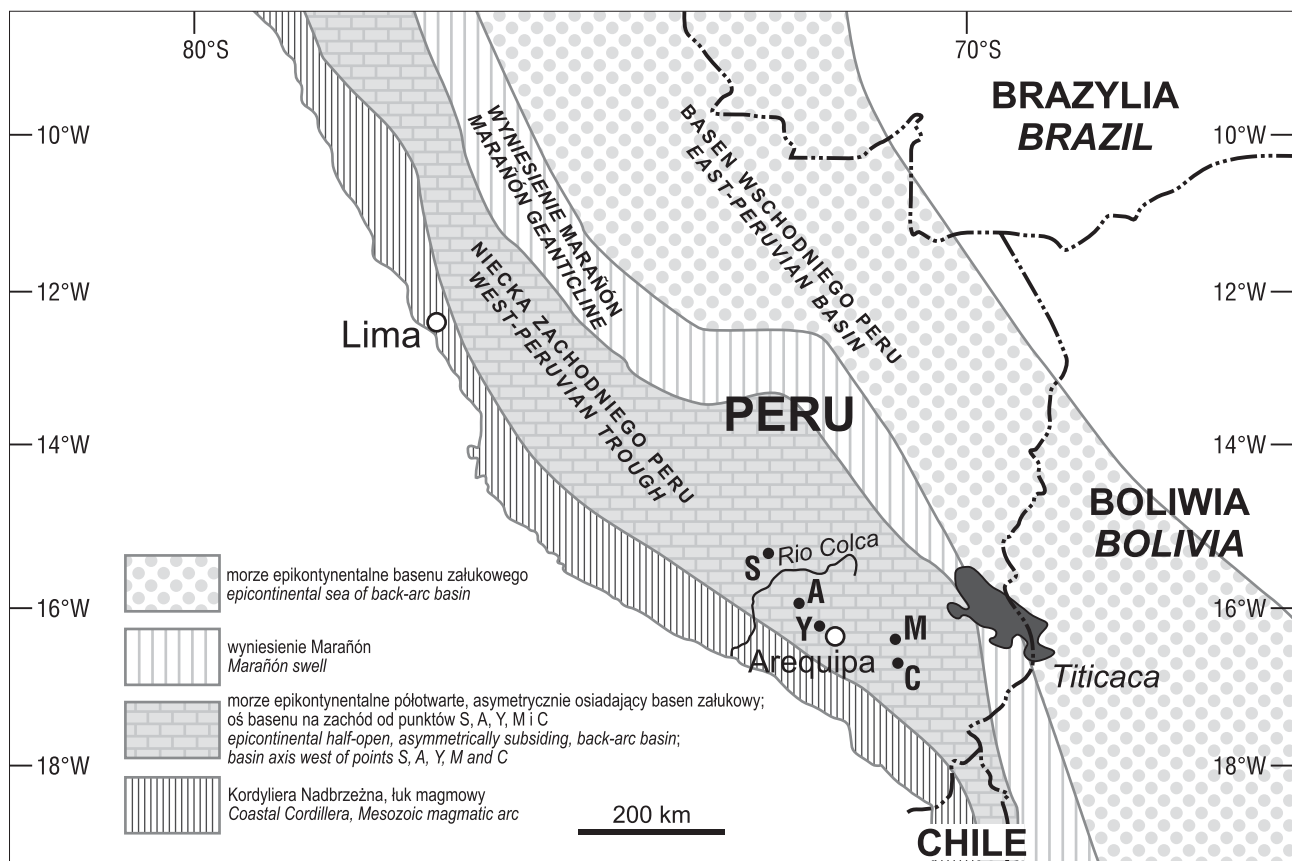 80°S
70°S
BRAZYLIA
BRAZIL
10°W
10°W
WYNIESIENIE MARAÑÓN
MARAÑÓN GEANTICLINE
BASEN WSCHODNIEGO PERU
EAST-PERUVIAN BASIN
12°W
12°W
NIECKA ZACHODNIEGO PERU
WEST-PERUVIAN TROUGH
Lima
PERU
14°W
14°W
BOLIWIA
BOLIVIA
Rio Colca
S
A
Y
M
C
Arequipa
Titicaca
16°W
16°W
18°W
18°W
morze epikontynentalne basenu załukowego
epicontinental sea of back-arc basin
wyniesienie Marañón
Marañón swell
morze epikontynentalne półotwarte, asymetrycznie osiadający basen załukowy;
oś basenu na zachód od punktów S, A, Y, M i C
epicontinental half-open, asymmetrically subsiding, back-arc basin;
basin axis west of points S, A, Y, M and C
Kordyliera Nadbrzeżna, łuk magmowy
Coastal Cordillera, Mesozoic magmatic arc
200 km
CHILE